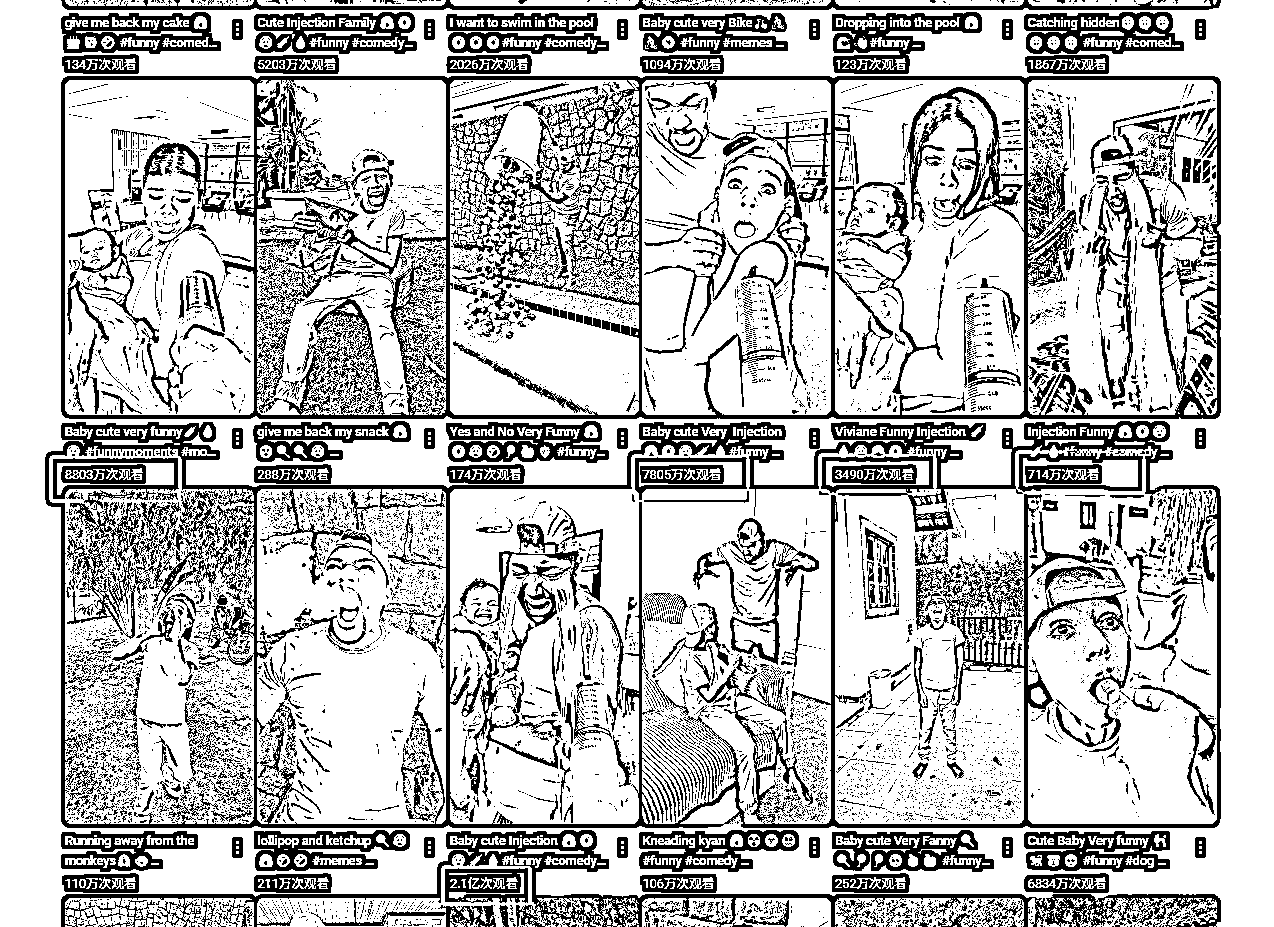 give me back my cake
#funny #comed...
134万次观看
Cute Injection Family
#funny #comedy...
5203万次观看
I want to swim in the pool
#funny #comedy...
2026万次观看
Baby cute very Bike
#funny #memes ...
1094万次观看
Dropping into the pool
#funny ...
123万次观看
Catching hidden
#funny #comed...
1867万次观看
Baby cute very funny
#funnymoments #mo...
8803万次观看
give me back my snack
...
288万次观看
Yes and No Very Funny
#funny...
174万次观看
Baby cute Very Injection
#funny ...
7805万次观看
Viviane Funny Injection
#funny ...
3490万次观看
Injection Funny
#funny #comedy ...
714万次观看
Running away from the
monkeys ...
110万次观看
lollipop and ketchup
#memes ...
211万次观看
Baby cute Injection
#funny #comedy...
2.1亿次观看
Kneading kyan
#funny #comedy ...
106万次观看
Baby cute Very Fanny
#funny...
252万次观看
Cute Baby Very funny
#funny #dog ...
6834万次观看